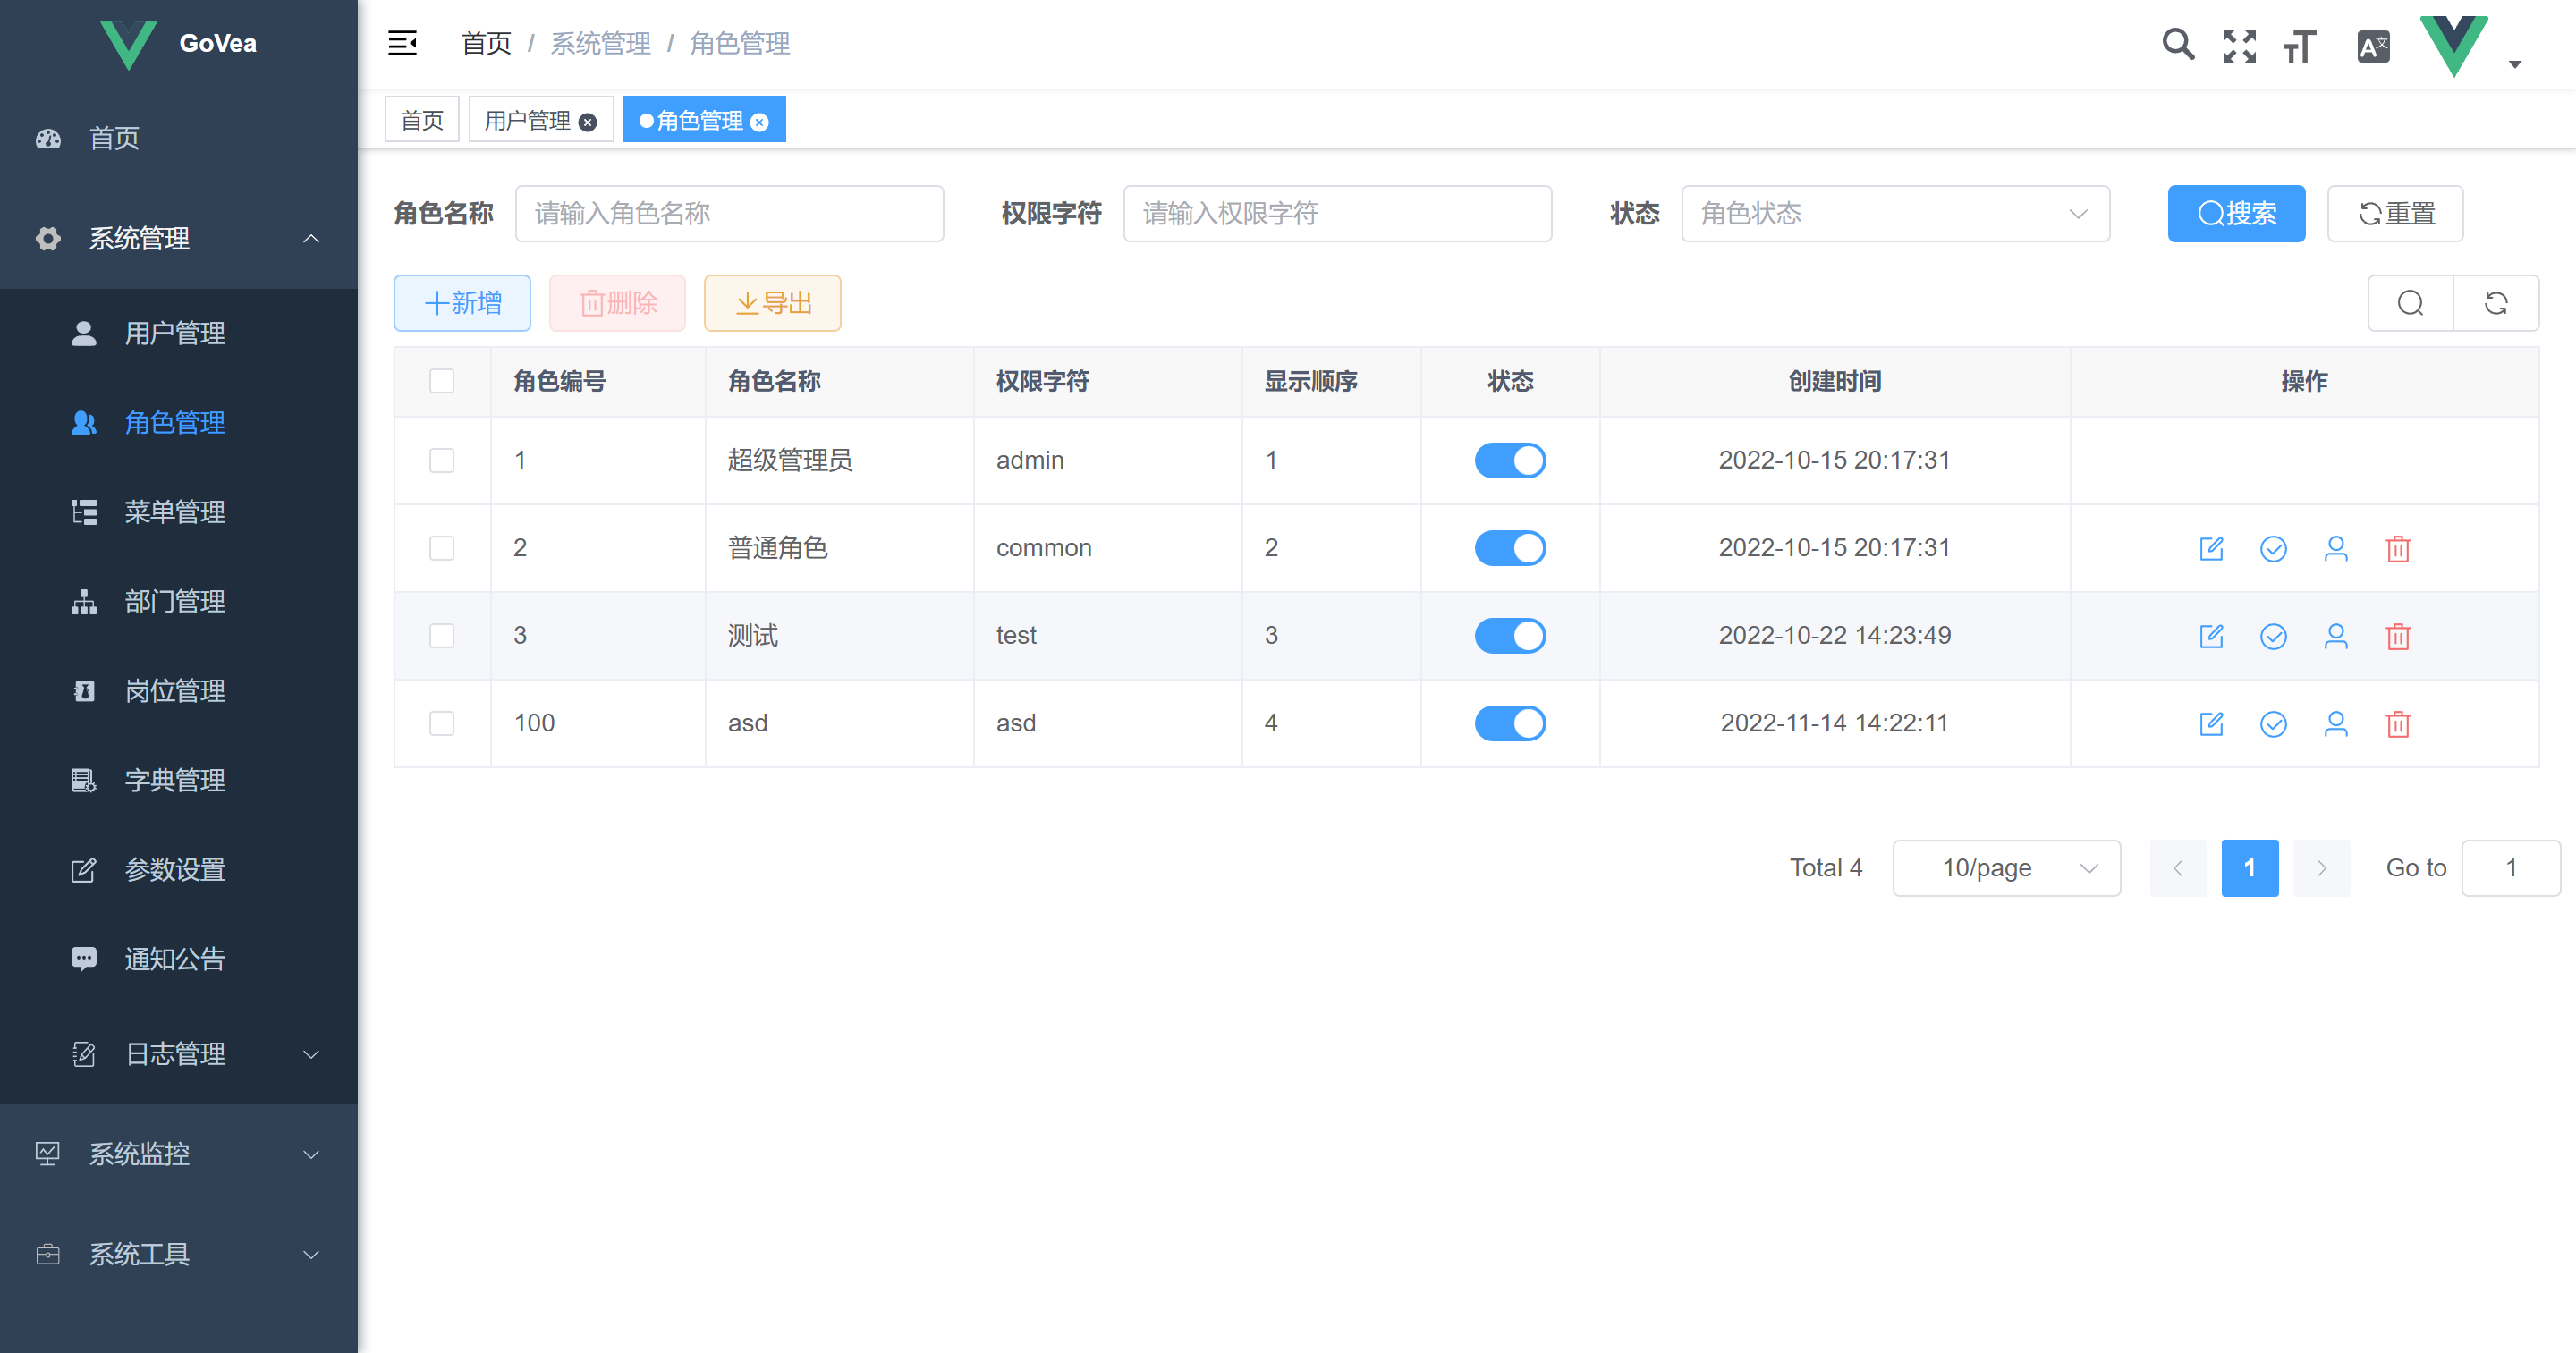 GoVea
首页
系统管理
用户管理
角色管理
菜单管理
部门管理
岗位管理
字典管理
参数设置
通知公告
日志管理
系统监控
系统工具
首页 / 系统管理 / 角色管理
首页 用户管理 角色管理
角色名称 请输入角色名称 权限字符 请输入权限字符 状态 角色状态 搜索 重置
新增 删除 导出
角色编号 角色名称 权限字符 显示顺序 状态 创建时间 操作
1 超级管理员 admin 1 2022-10-15 20:17:31
2 普通角色 common 2 2022-10-15 20:17:31
3 测试 test 3 2022-10-22 14:23:49
100 asd asd 4 2022-11-14 14:22:11
Total 4 10/page 1 Go to 1